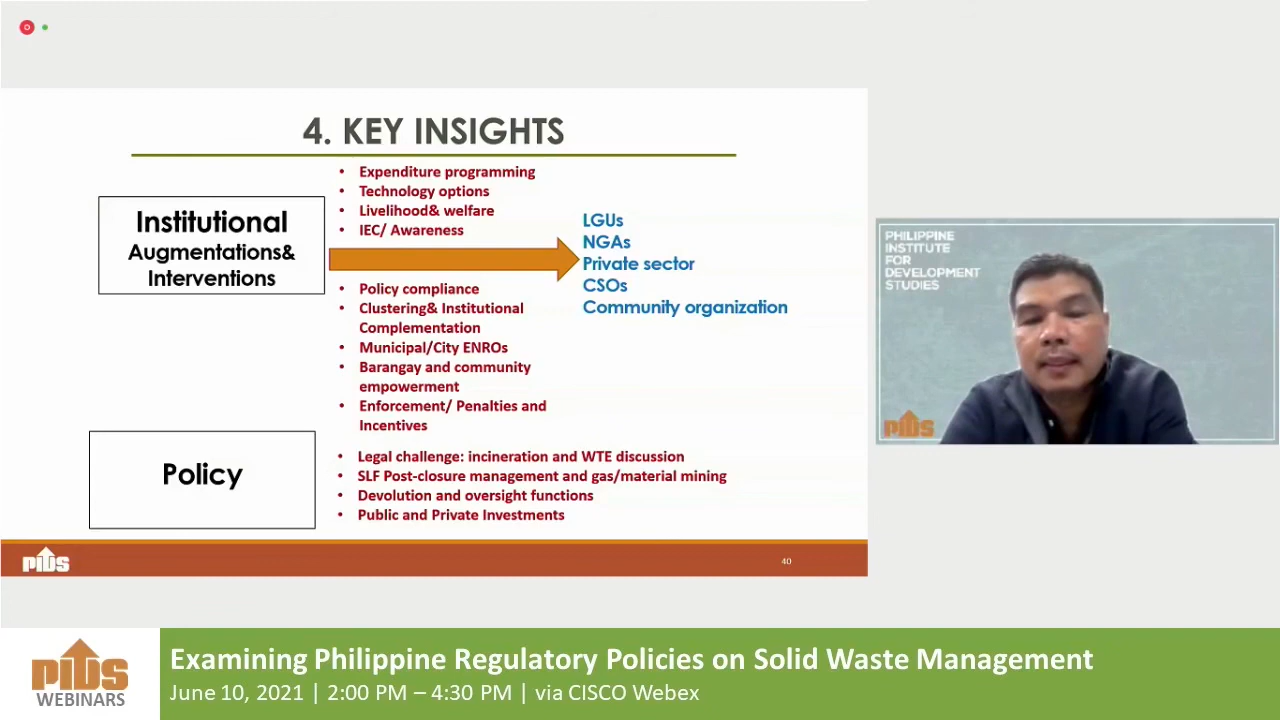 4. KEY INSIGHTS
Institutional
Augmentations&
Interventions
• Expenditure programming
• Technology options
• Livelihood& welfare
• IEC/ Awareness
• Policy compliance
• Clustering& Institutional
Complementation
• Municipal/City ENROs
• Barangay and community
empowerment
• Enforcement/ Penalties and
Incentives
LGUs
NGAs
Private sector
CSOs
Community organization
Policy
• Legal challenge: incineration and WTE discussion
• SLF Post-closure management and gas/material mining
• Devolution and oversight functions
• Public and Private Investments
PIDS
40
PHILIPPINE
INSTITUTE
FOR
DEVELOPMENT
STUDIES
PIDS
PIDS
WEBINARS
Examining Philippine Regulatory Policies on Solid Waste Management
June 10, 2021 | 2:00 PM – 4:30 PM | via CISCO Webex